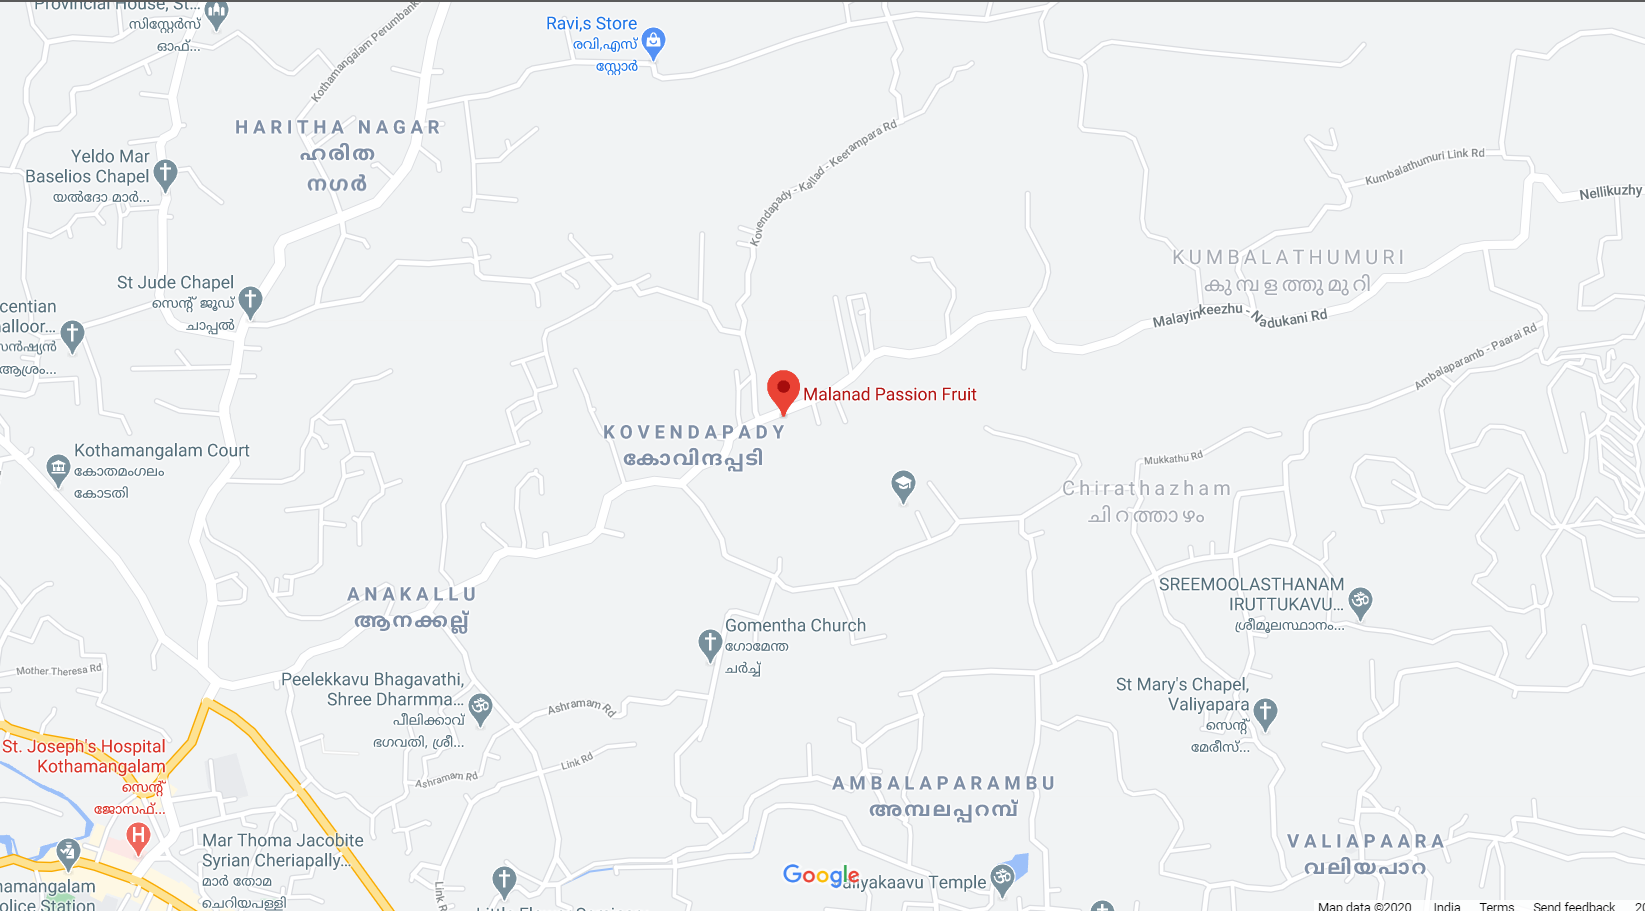 Provincial House, St...
സിസ്റ്റേഴ്സ്
ഓഫ്...
Kothamangalam Perumbank
Ravi,s Store
രവി,എസ്
സ്റ്റോർ
HARITHA NAGAR
ഹരിത
നഗർ
Yeldo Mar
Baselios Chapel
യൽദോ മാർ...
Kovendapady - Kallad - Keerampara Rd
Kumbalathumuri Link Rd
Nellikuzhy
KUMBALATHUMURI
കുമ്പളത്തുമുറി
St Jude Chapel
സെന്റ് ജൂഡ്
ചാപ്പൽ
centian
alloor...
സൻഷ്യൻ
ആശ്രം...
Malayinkeezhu - Nadukani Rd
Ambalaparamb - Paarai Rd
Malanad Passion Fruit
KOVENDAPADY
കോവിന്ദപ്പടി
Kothamangalam Court
കോതമംഗലം
കോടതി
Mukkathu Rd
Chirathazham
ചിറത്താഴം
ANAKALLU
ആനക്കല്ല്
SREEMOOLASTHANAM
IRUTTUKAVU...
ശ്രീമൂലസ്ഥാനം...
Gomentha Church
ഗോമേന്ത
ചർച്ച്
Mother Theresa Rd
Peelekkavu Bhagavathi,
Shree Dharmma...
പീലിക്കാവ്
ഭഗവതി, ശ്രീ...
Ashramam Rd
St Mary's Chapel,
Valiyapara
സെന്റ്
മേരീസ്...
St. Joseph's Hospital
Kothamangalam
സെന്റ്
ജോസഫ്...
H
Link Rd
Ashramam Rd
AMBALAPARAMBU
അമ്പലപ്പറമ്പ്
Mar Thoma Jacobite
Syrian Cheriapally...
മാർ തോമ
ചെറിയപള്ളി
VALIAPAARA
വലിയപാറ
Google
aliyakaavu Temple
hamangalam
olice Station
Link R
Map data ©2020 India Terms Send feedback 20